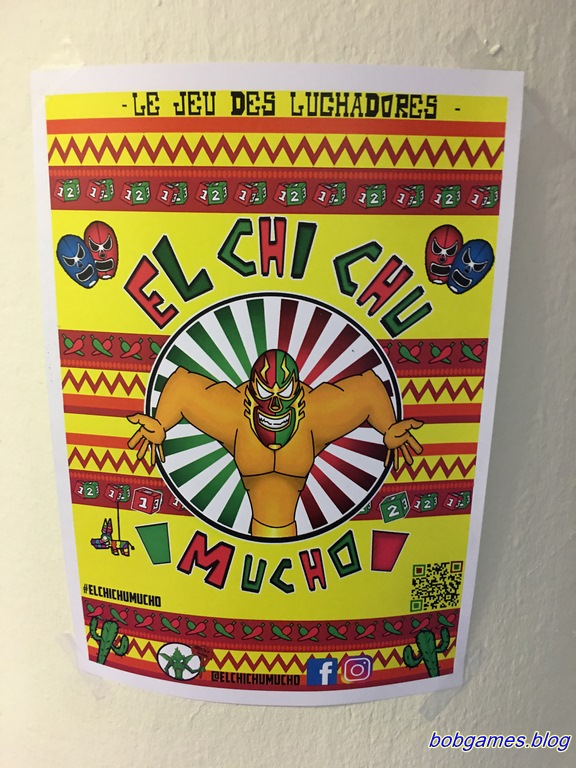 - LE JEU DES LUCHADORES -
EL CHI CHU
MUCHO
#ELCHICHUMUCHO
@ELCHICHUMUCHO
bobgames.blog